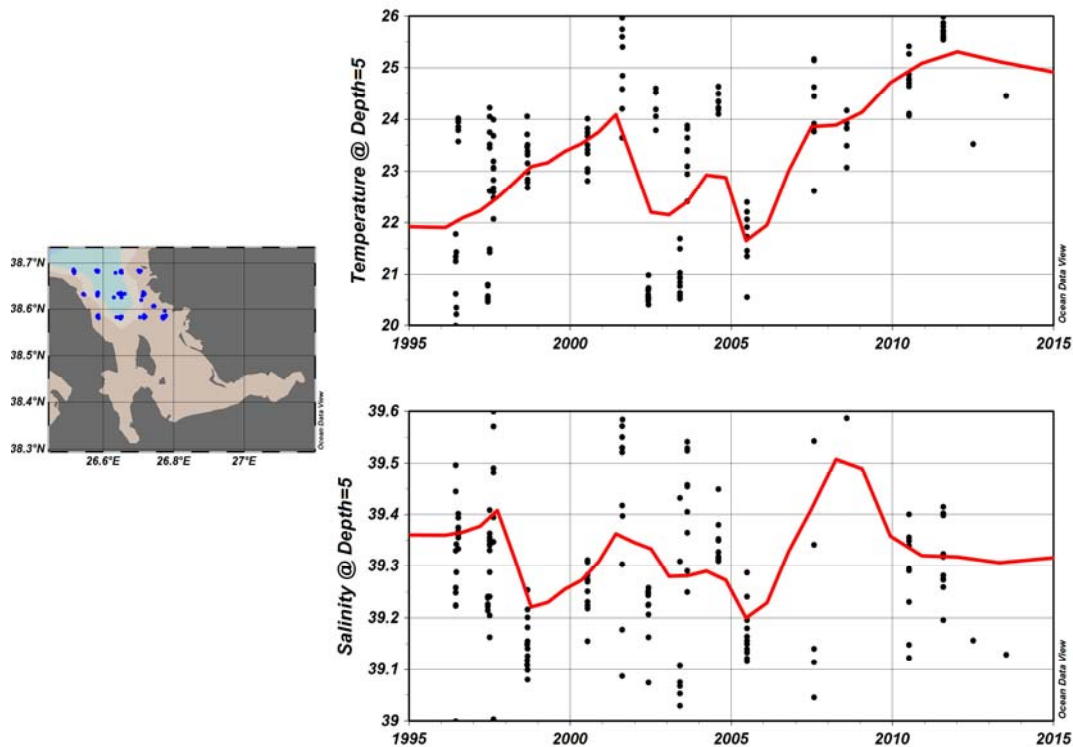 26
25
24
23
22
21
20
Temperature @ Depth=5
1995
2000
2005
2010
2015
Ocean Data View
38.7°N
38.6°N
38.5°N
38.4°N
38.3°N
26.6°E
26.8°E
27°E
Ocean Data View
39.6
39.5
39.4
39.3
39.2
39.1
39
Salinity @ Depth=5
1995
2000
2005
2010
2015
Ocean Data View